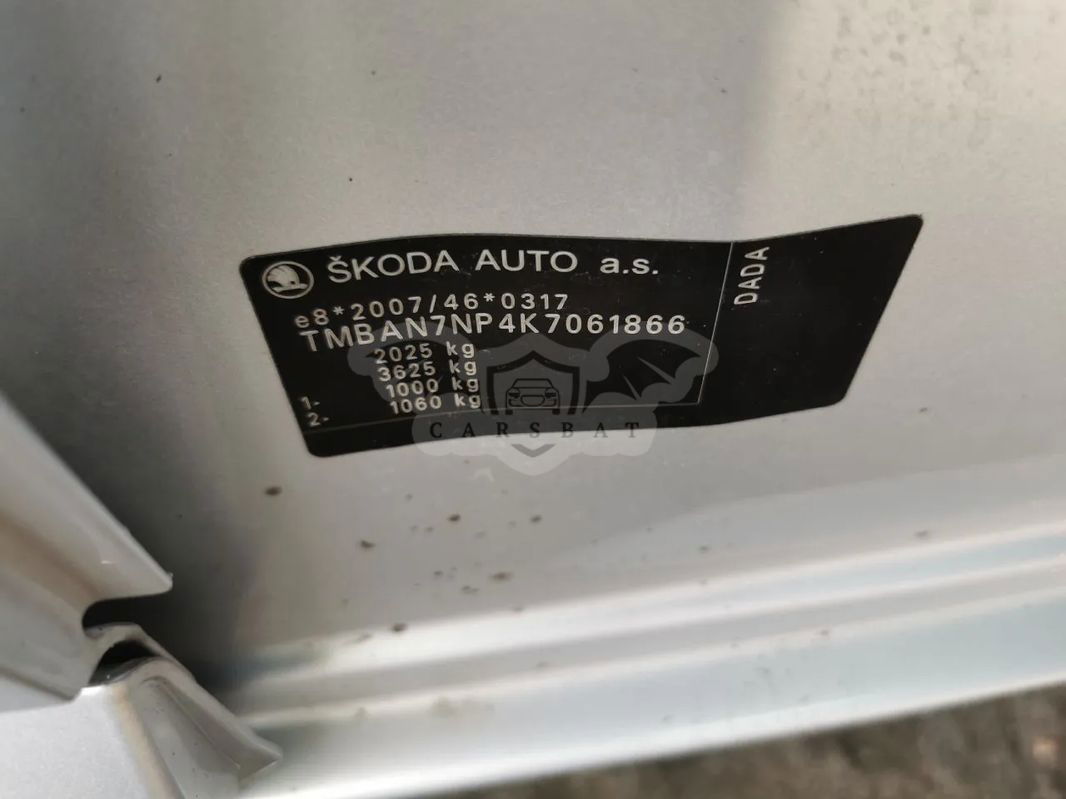 ŠKODA AUTO a.s.
e8*2007/46*0317
TMBAN7NP4K7061866
2025 kg
3625 kg
1- 1000 kg
2- 1060 kg
DADA
CARSBAT